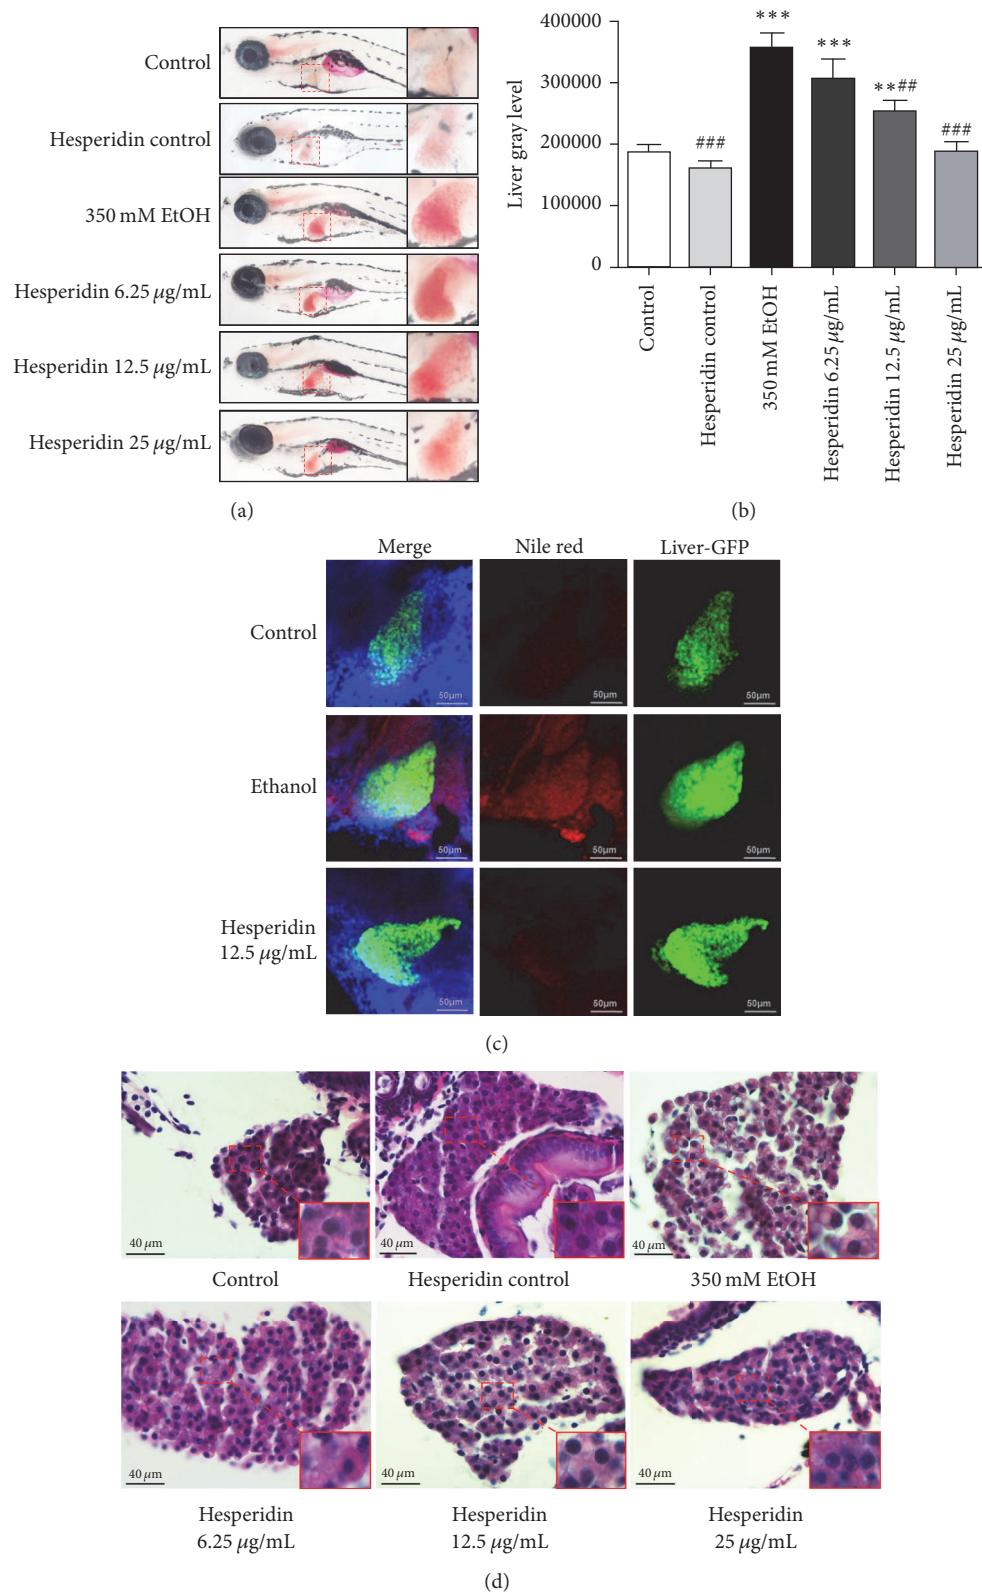 Control
Hesperidin control
350 mM EtOH
Hesperidin 6.25 μg/mL
Hesperidin 12.5 μg/mL
Hesperidin 25 μg/mL
(a)
400000
300000
200000
100000
0
Liver gray level
###
***
***
**##
###
Control
Hesperidin control
350 mM EtOH
Hesperidin 6.25 μg/mL
Hesperidin 12.5 μg/mL
Hesperidin 25 μg/mL
(b)
Merge Nile red Liver-GFP
Control
50μm 50μm 50μm
Ethanol
50μm 50μm 50μm
Hesperidin
12.5 μg/mL
50μm 50μm 50μm
(c)
40 μm 40 μm 40 μm
Control Hesperidin control 350 mM EtOH
40 μm 40 μm 40 μm
Hesperidin Hesperidin Hesperidin
6.25 μg/mL 12.5 μg/mL 25 μg/mL
(d)